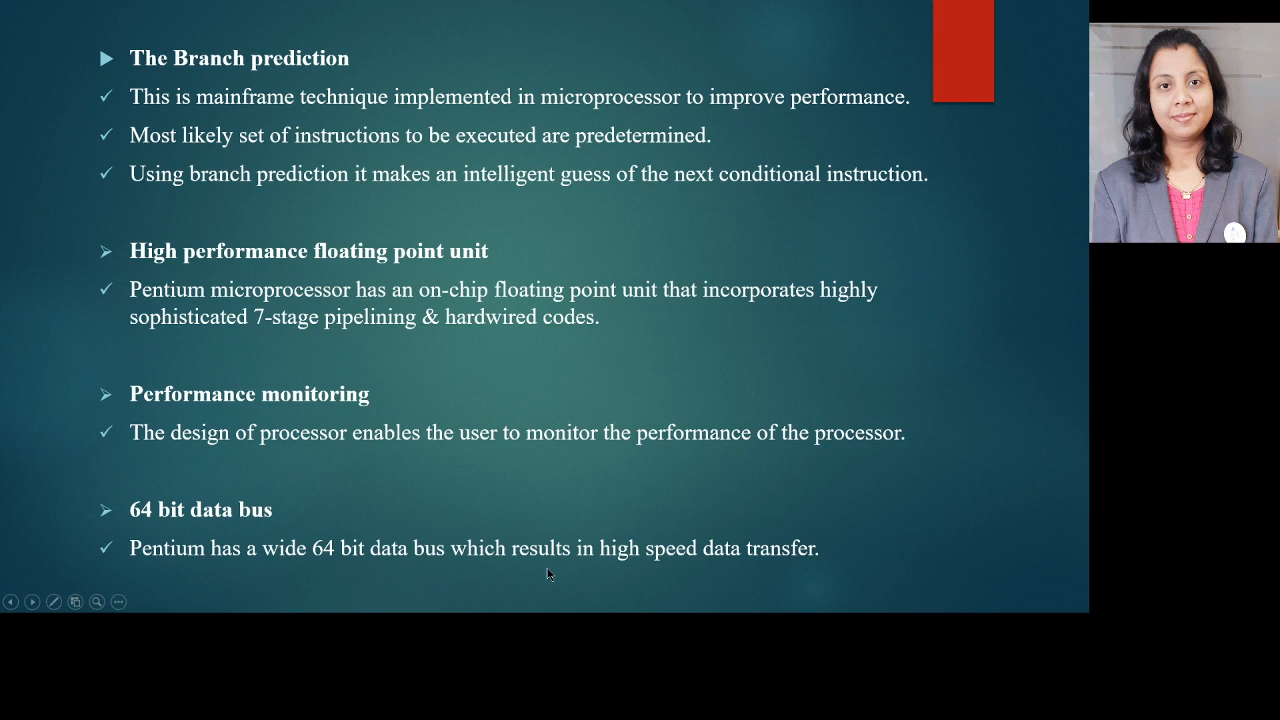 The Branch prediction
This is mainframe technique implemented in microprocessor to improve performance.
Most likely set of instructions to be executed are predetermined.
Using branch prediction it makes an intelligent guess of the next conditional instruction.
High performance floating point unit
Pentium microprocessor has an on-chip floating point unit that incorporates highly
sophisticated 7-stage pipelining & hardwired codes.
Performance monitoring
The design of processor enables the user to monitor the performance of the processor.
64 bit data bus
Pentium has a wide 64 bit data bus which results in high speed data transfer.